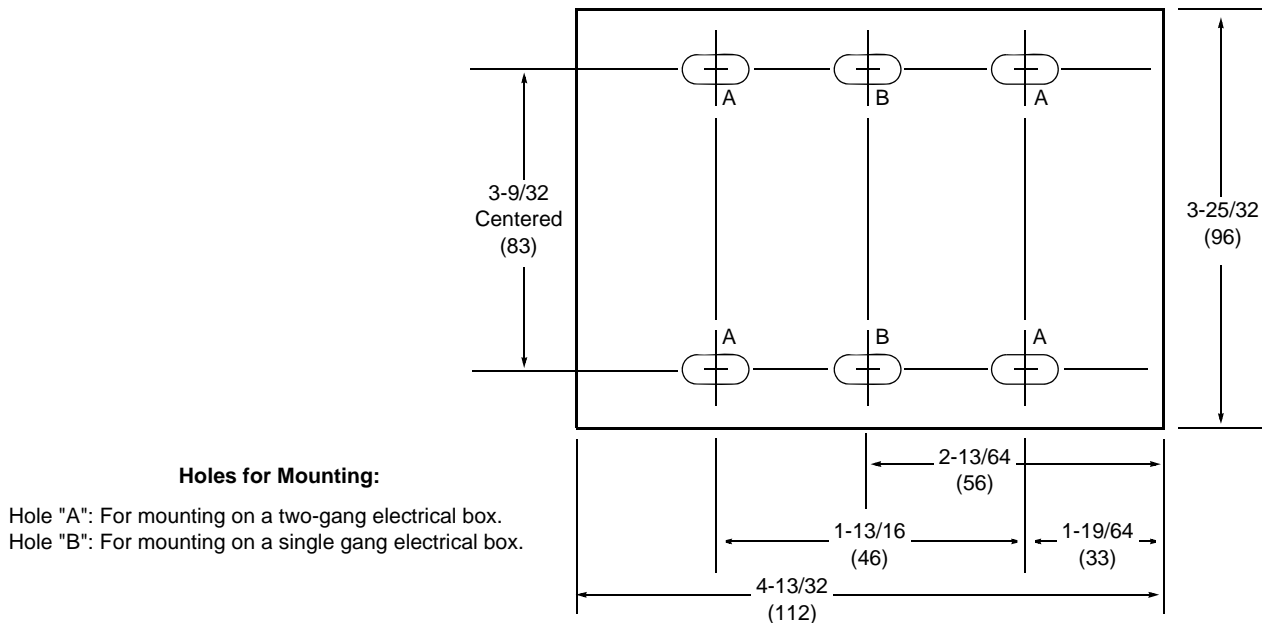 A
B
A
3-9/32
Centered
(83)
3-25/32
(96)
A
B
A
2-13/64
(56)
Holes for Mounting:
Hole "A": For mounting on a two-gang electrical box.
Hole "B": For mounting on a single gang electrical box.
1-13/16
(46)
1-19/64
(33)
4-13/32
(112)